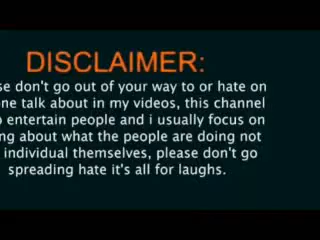 DISCLAIMER:
se don't go out of your way to or hate on
one talk about in my videos, this channel
o entertain people and i usually focus on
ng about what the people are doing not
individual themselves, please don't go
spreading hate it's all for laughs.